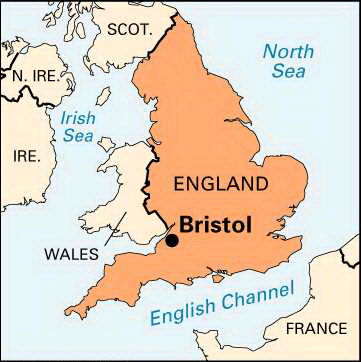 SCOT.
North
Sea
N. IRE.
Irish
Sea
IRE.
ENGLAND
Bristol
WALES
English Channel
FRANCE